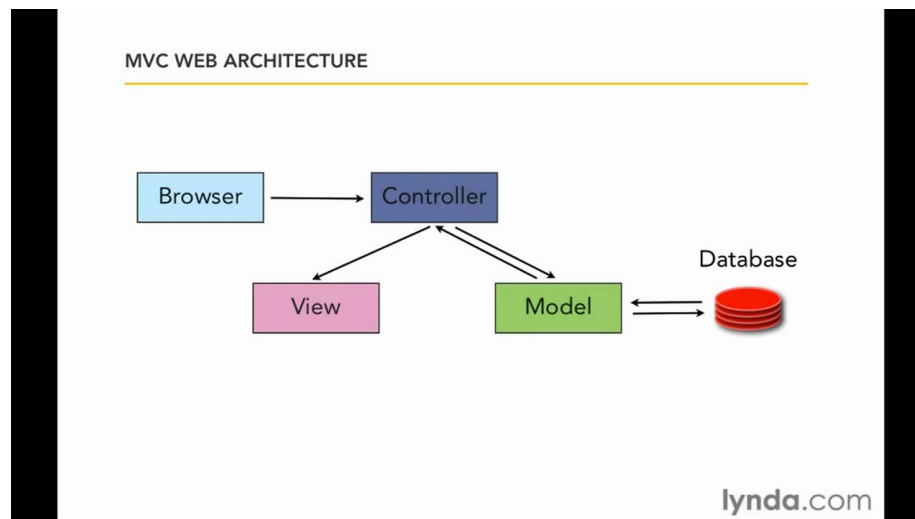 MVC WEB ARCHITECTURE
Browser
Controller
Database
View
Model
lynda.com